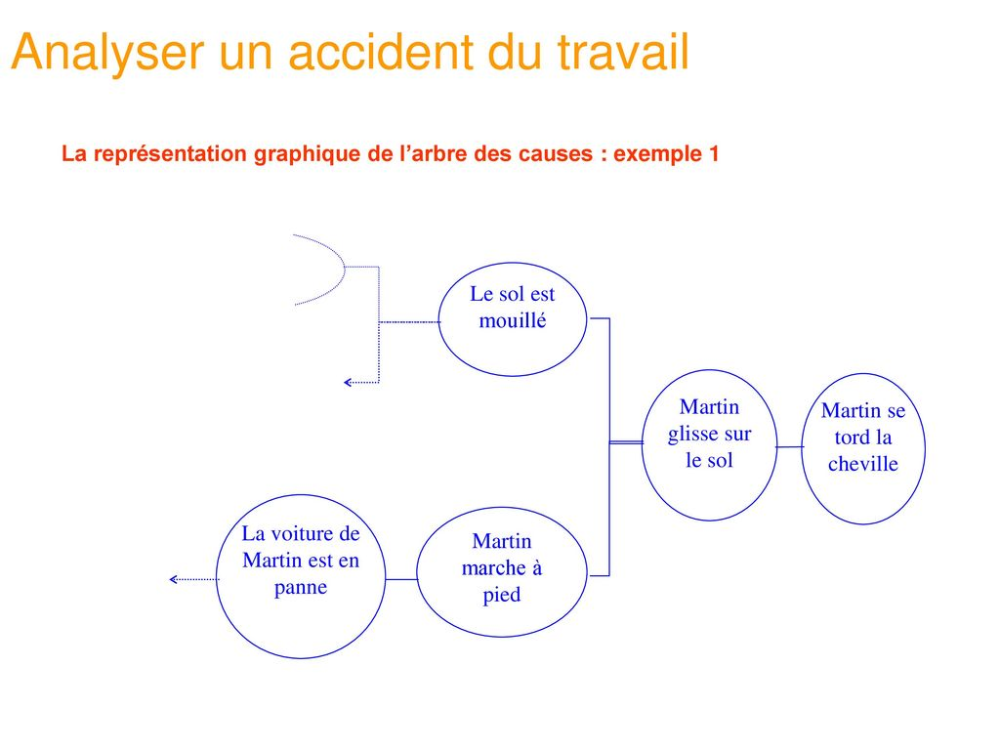 Analyser un accident du travail
La représentation graphique de l’arbre des causes : exemple 1
Le sol est
mouillé
Martin
glisse sur
le sol
Martin se
tord la
cheville
La voiture de
Martin est en
panne
Martin
marche à
pied